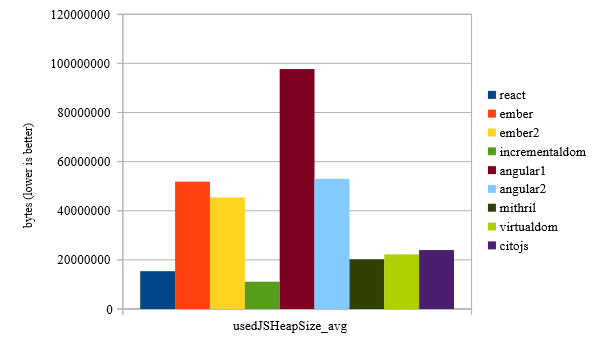 120000000
100000000
80000000
60000000
40000000
20000000
0
bytes (lower is better)
usedJSHeapSize_avg
react
ember
ember2
incrementaldom
angular1
angular2
mithril
virtualdom
citojs